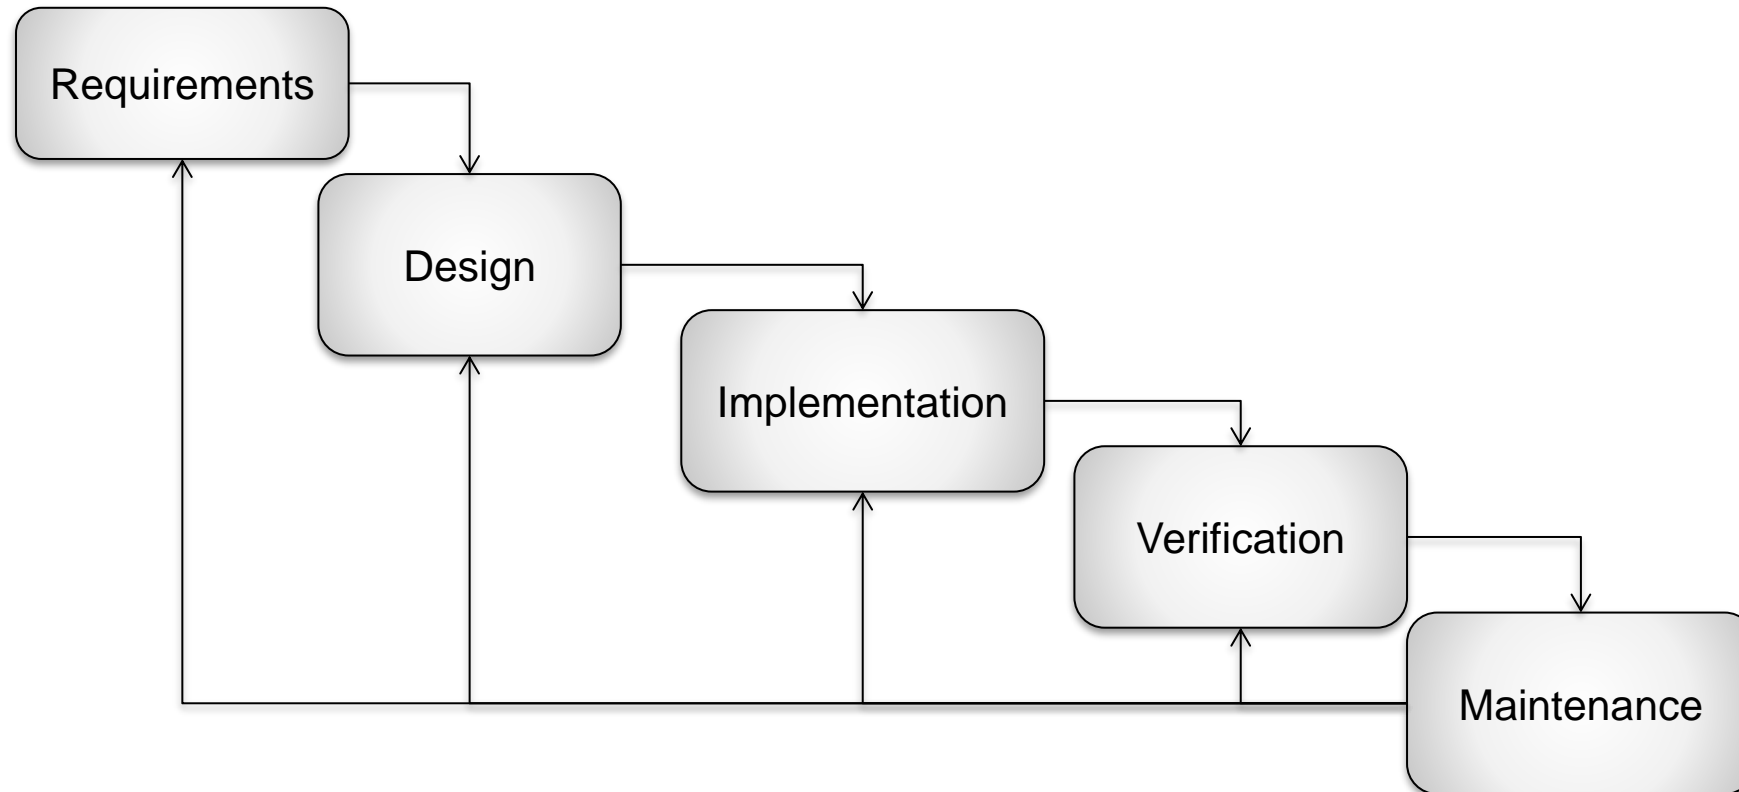 Requirements
Design
Implementation
Verification
Maintenance